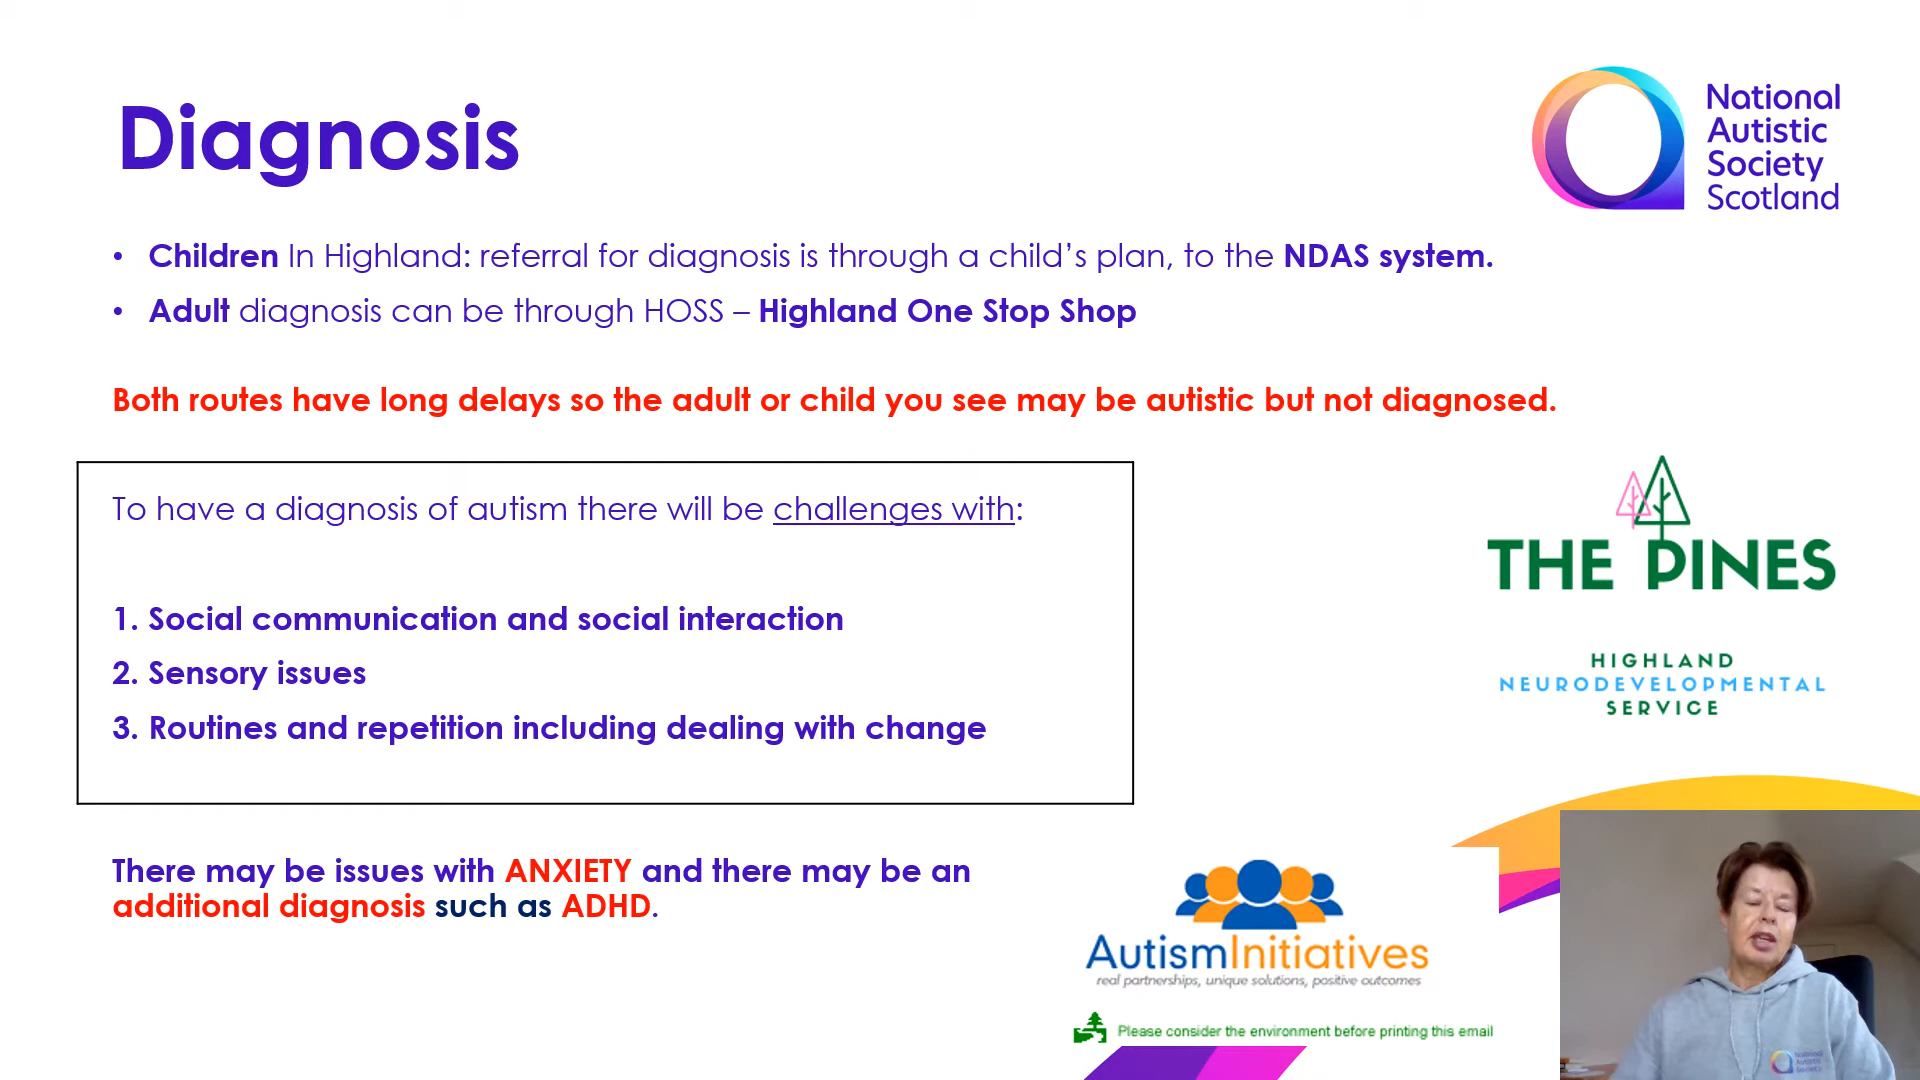 Diagnosis
National
Autistic
Society
Scotland
• Children In Highland: referral for diagnosis is through a child’s plan, to the NDAS system.
• Adult diagnosis can be through HOSS – Highland One Stop Shop
Both routes have long delays so the adult or child you see may be autistic but not diagnosed.
To have a diagnosis of autism there will be challenges with:
1. Social communication and social interaction
2. Sensory issues
3. Routines and repetition including dealing with change
THE PINES
HIGHLAND
NEURODEVELOPMENTAL
SERVICE
There may be issues with ANXIETY and there may be an
additional diagnosis such as ADHD.
AutismInitiatives
real partnerships, unique solutions, positive outcomes
Please consider the environment before printing this email
National
Autistic
Society